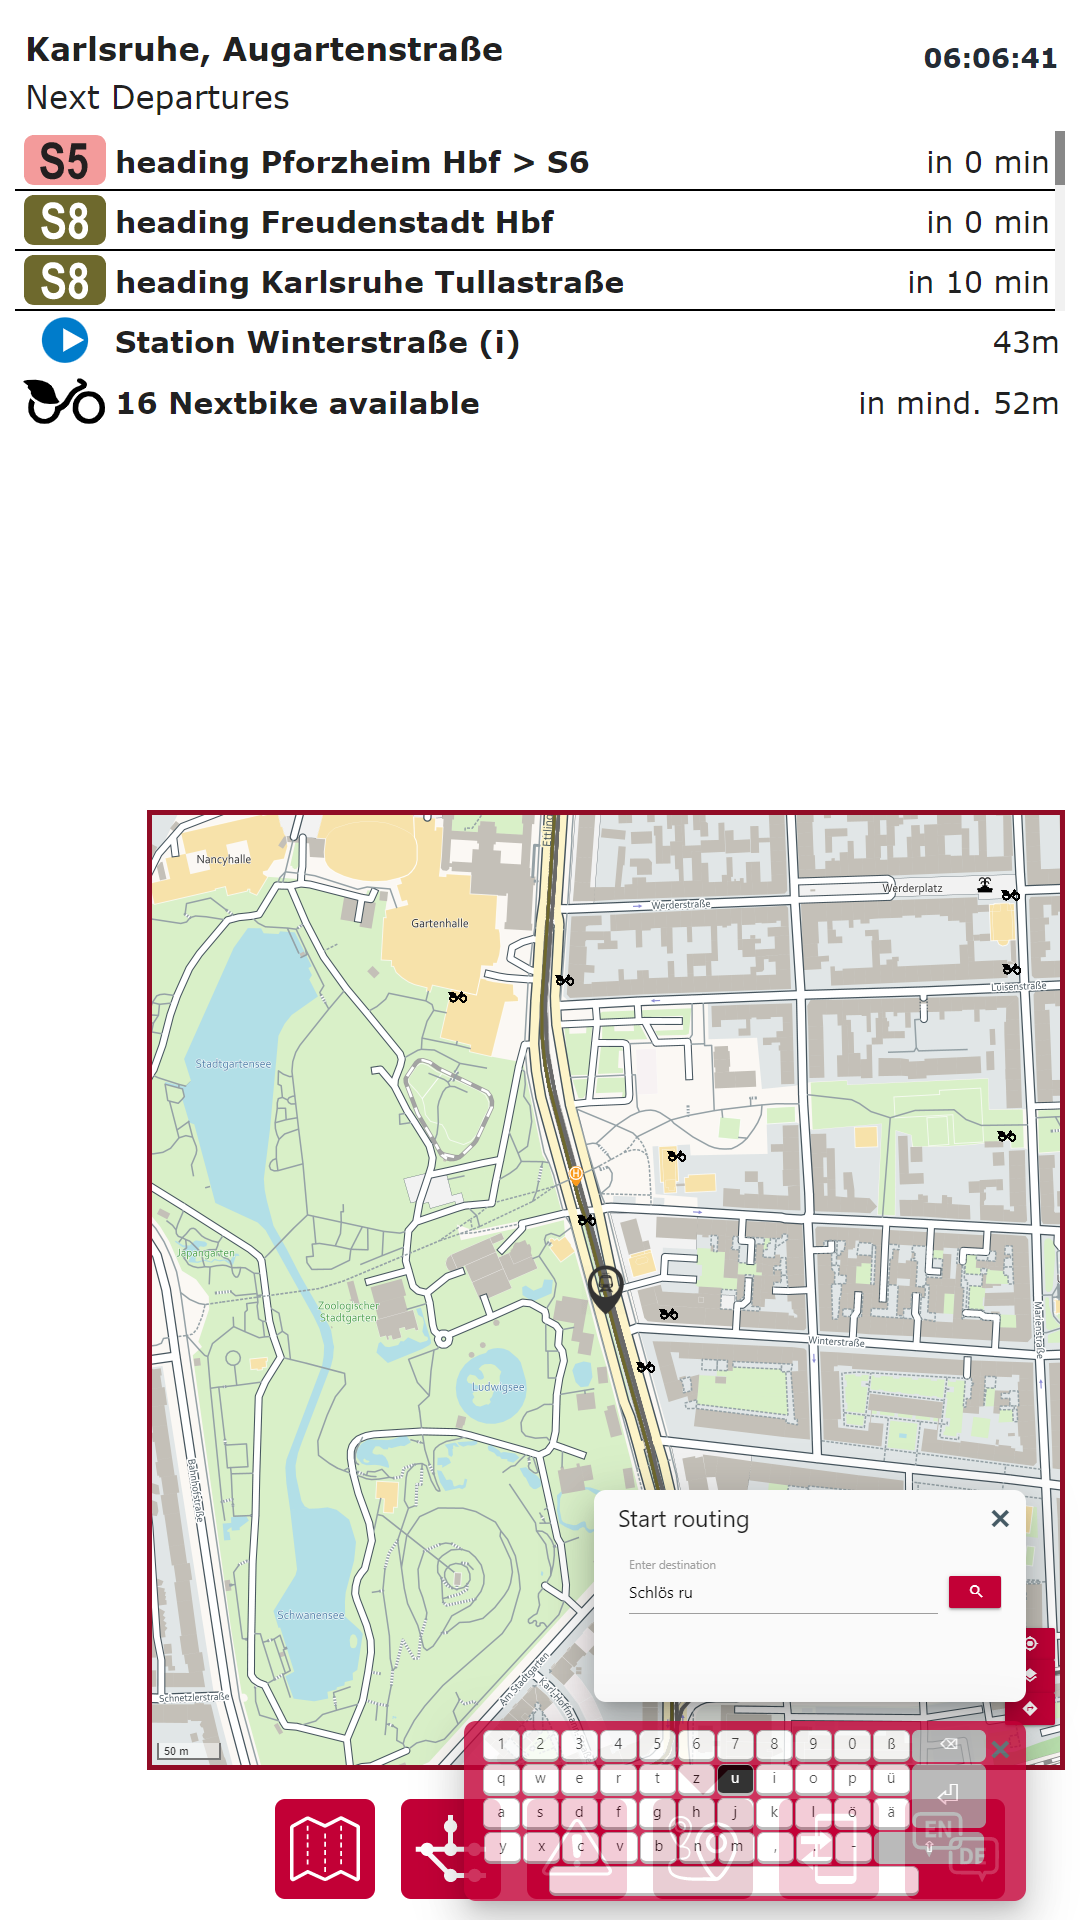 Karlsruhe, Augartenstraße
06:06:41
Next Departures
S5 heading Pforzheim Hbf > S6 in 0 min
S8 heading Freudenstadt Hbf in 0 min
S8 heading Karlsruhe Tullastraße in 10 min
Station Winterstraße (i) 43m
16 Nextbike available in mind. 52m
Nancyhalle
Gartenhalle
Werderplatz
Werderstraße
Luisenstraße
Stadtgartensee
H
Japangarten
Zoologischer
Stadtgarten
Marienstraße
Winterstraße
Ludwigsee
Bahnhofstraße
Schwanensee
Am Stadtgarten
Schnetzlerstraße
50 m
Start routing
Enter destination
Schlös ru
1 2 3 4 5 6 7 8 9 0 ß
q w e r t z u i o p ü
a s d f g h j k l ö ä
y x c v b n m , . -
EN
DE